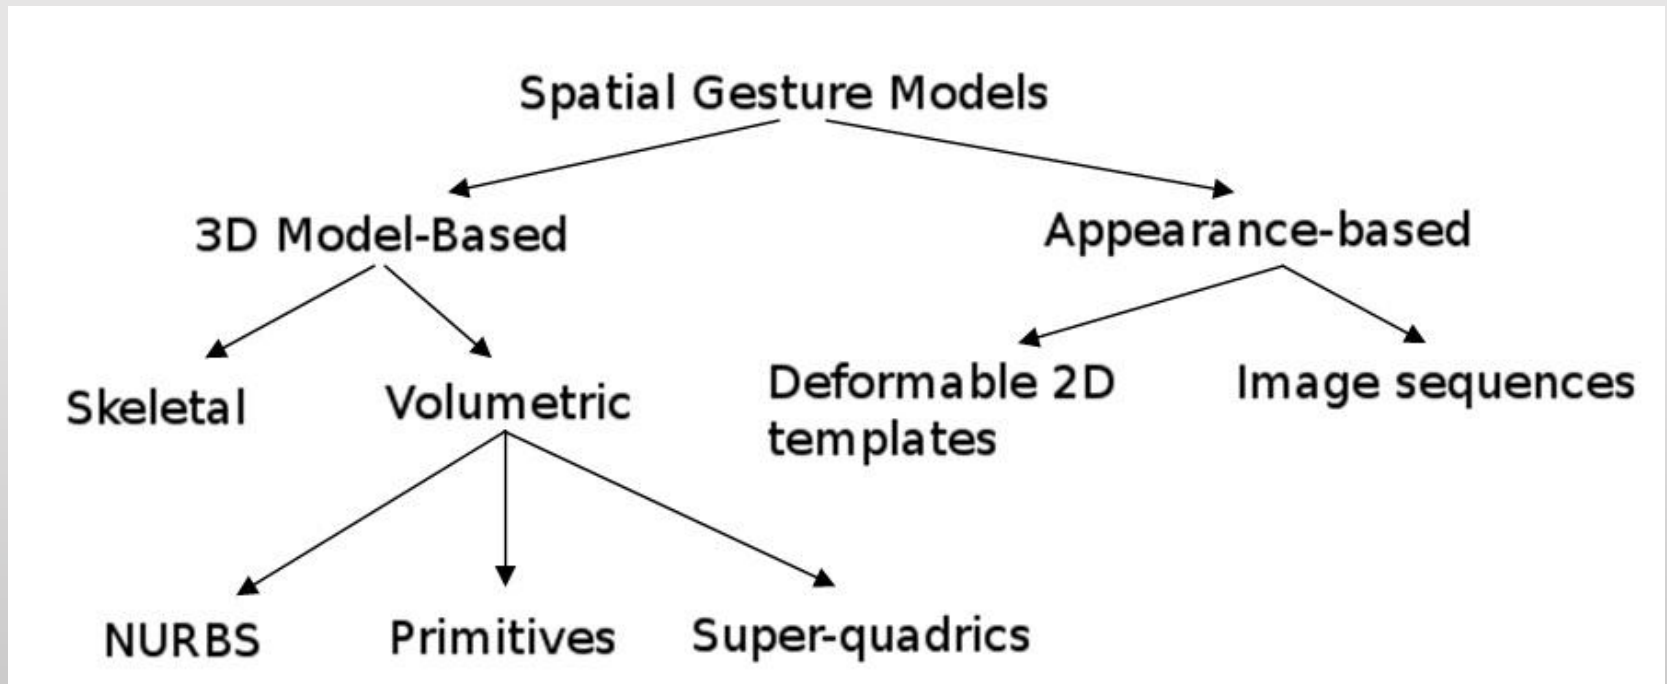 Spatial Gesture Models
3D Model-Based
Appearance-based
Skeletal
Volumetric
Deformable 2D
templates
Image sequences
NURBS
Primitives
Super-quadrics